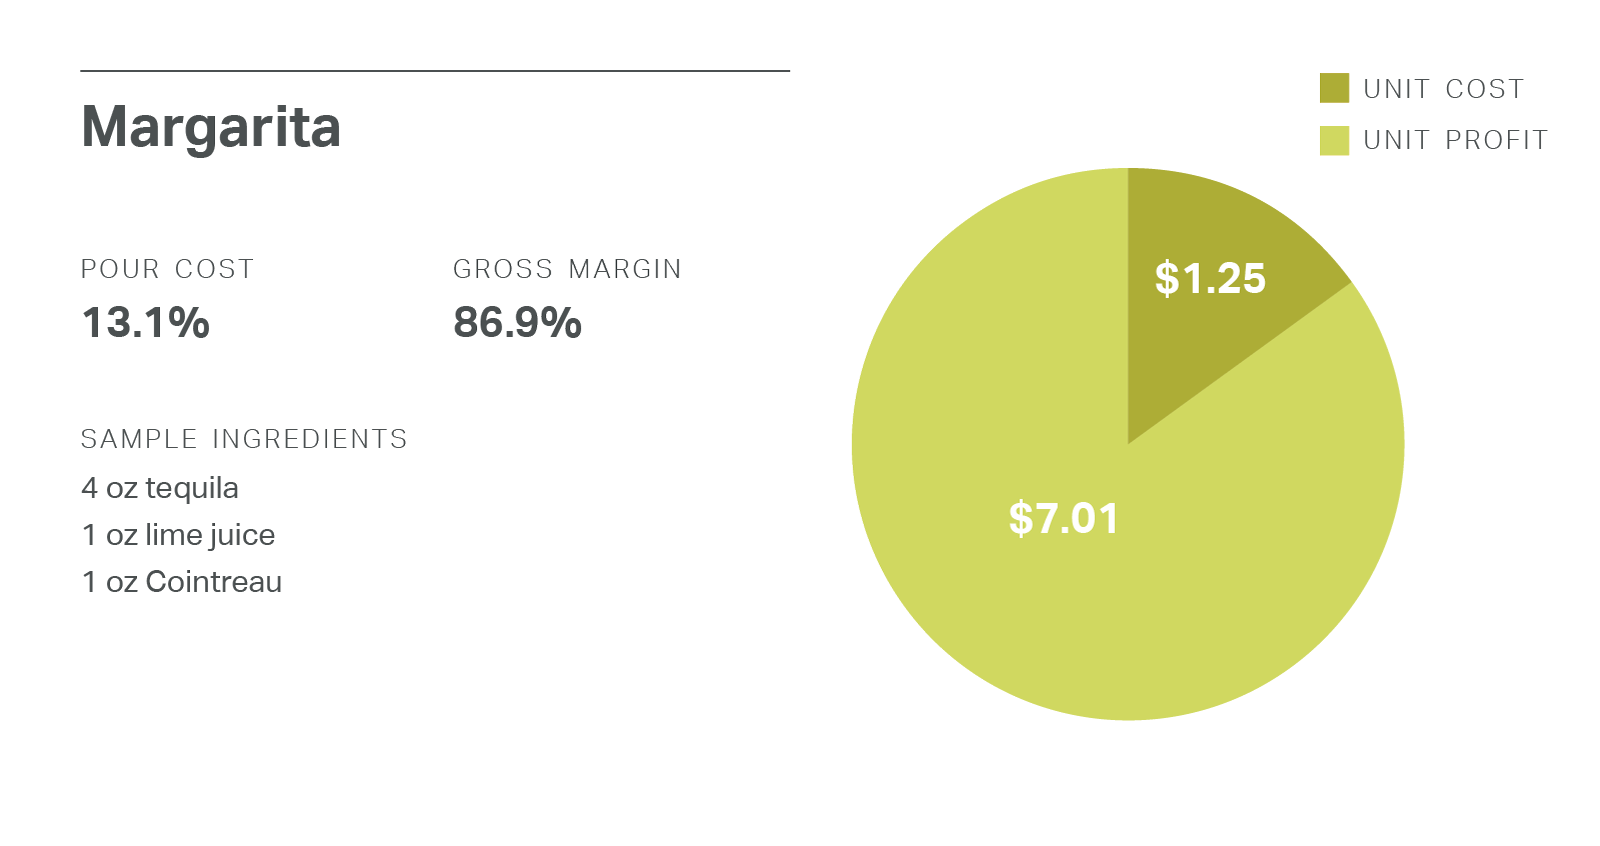 Margarita
POUR COST
13.1%
GROSS MARGIN
86.9%
SAMPLE INGREDIENTS
4 oz tequila
1 oz lime juice
1 oz Cointreau
UNIT COST
UNIT PROFIT
$1.25
$7.01